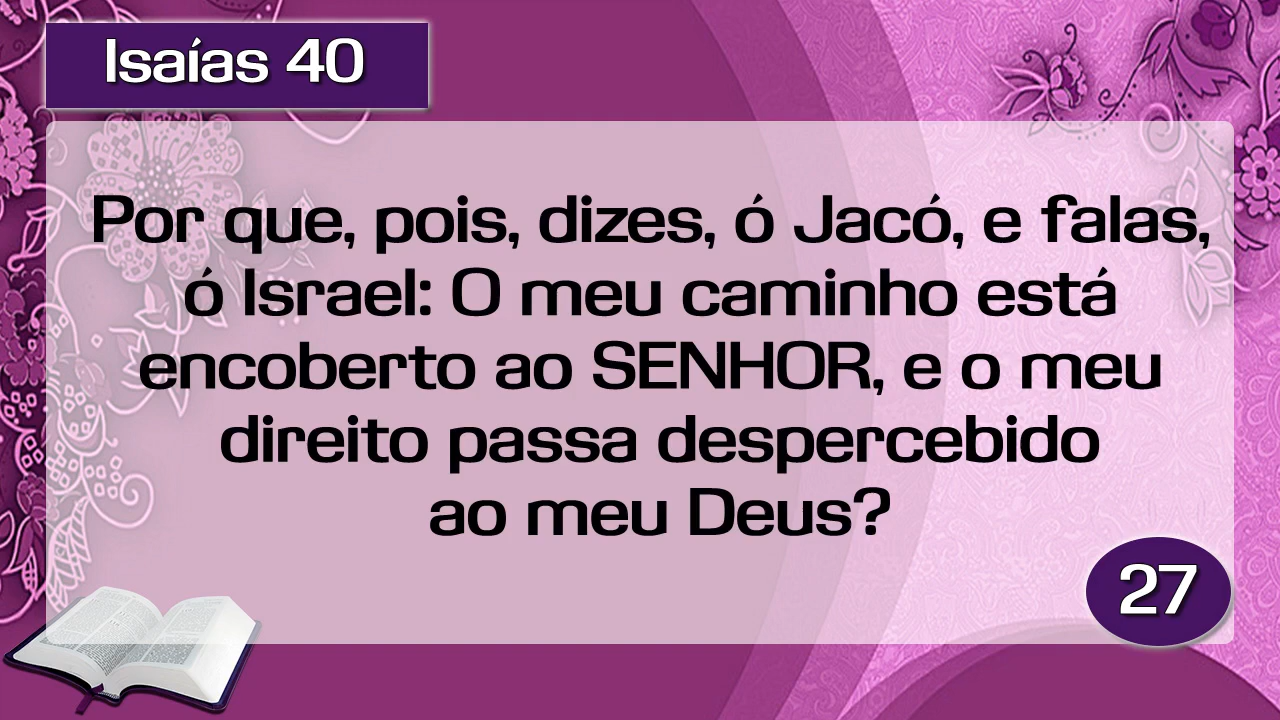 Isaías 40
Por que, pois, dizes, ó Jacó, e falas,
ó Israel: O meu caminho está
encoberto ao SENHOR, e o meu
direito passa despercebido
ao meu Deus?
27